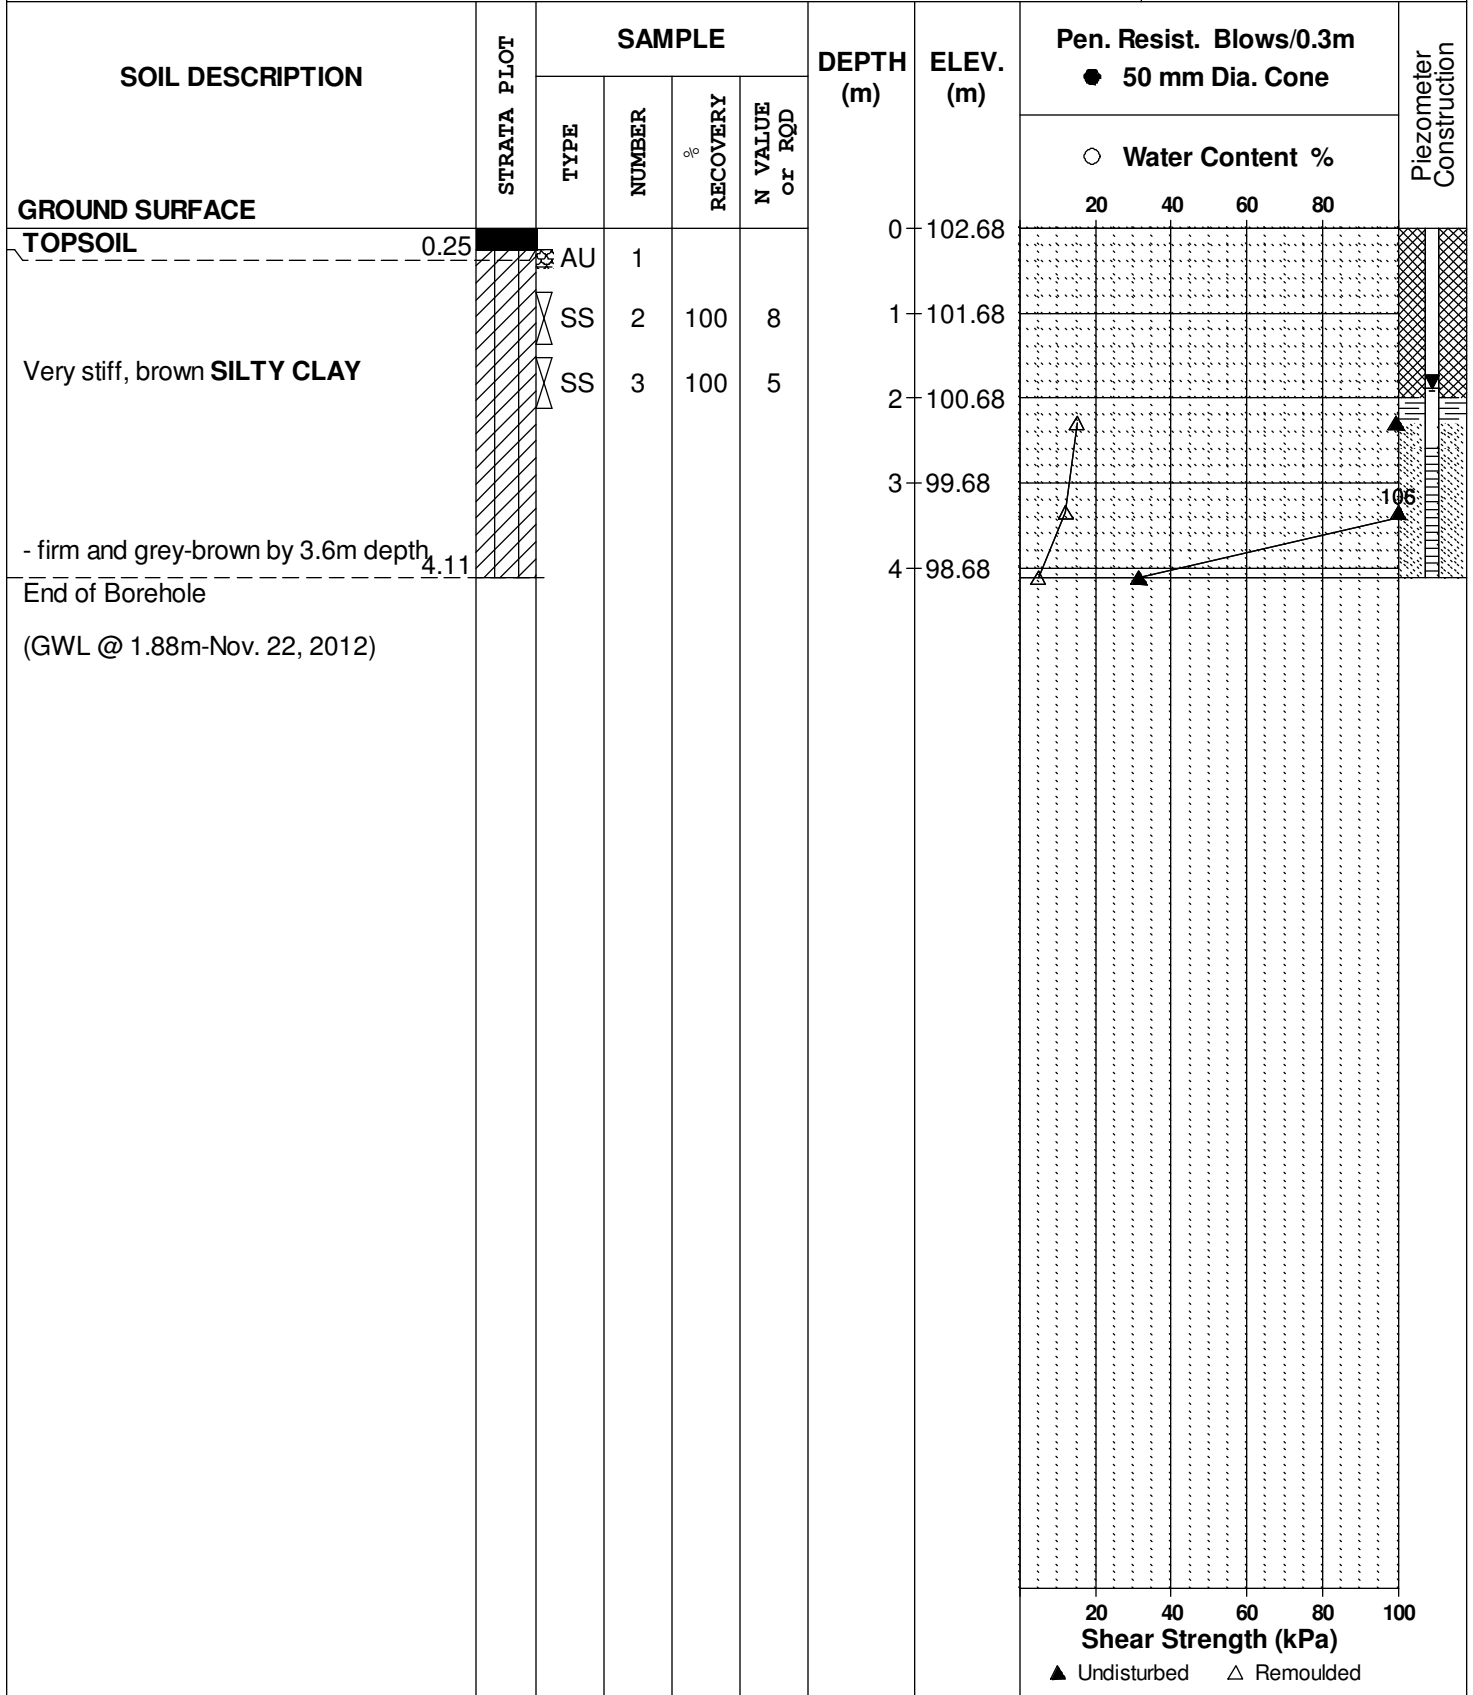 SOIL DESCRIPTION
GROUND SURFACE
STRATA PLOT
SAMPLE
TYPE
NUMBER
% RECOVERY
N VALUE or RQD
DEPTH (m)
ELEV. (m)
Pen. Resist. Blows/0.3m
● 50 mm Dia. Cone
○ Water Content %
20 40 60 80
Piezometer Construction
0 102.68
TOPSOIL 0.25
AU 1
SS 2 100 8
1 101.68
Very stiff, brown SILTY CLAY
SS 3 100 5
2 100.68
3 99.68
106
- firm and grey-brown by 3.6m depth
4.11
4 98.68
End of Borehole
(GWL @ 1.88m-Nov. 22, 2012)
20 40 60 80 100
Shear Strength (kPa)
▲ Undisturbed △ Remoulded